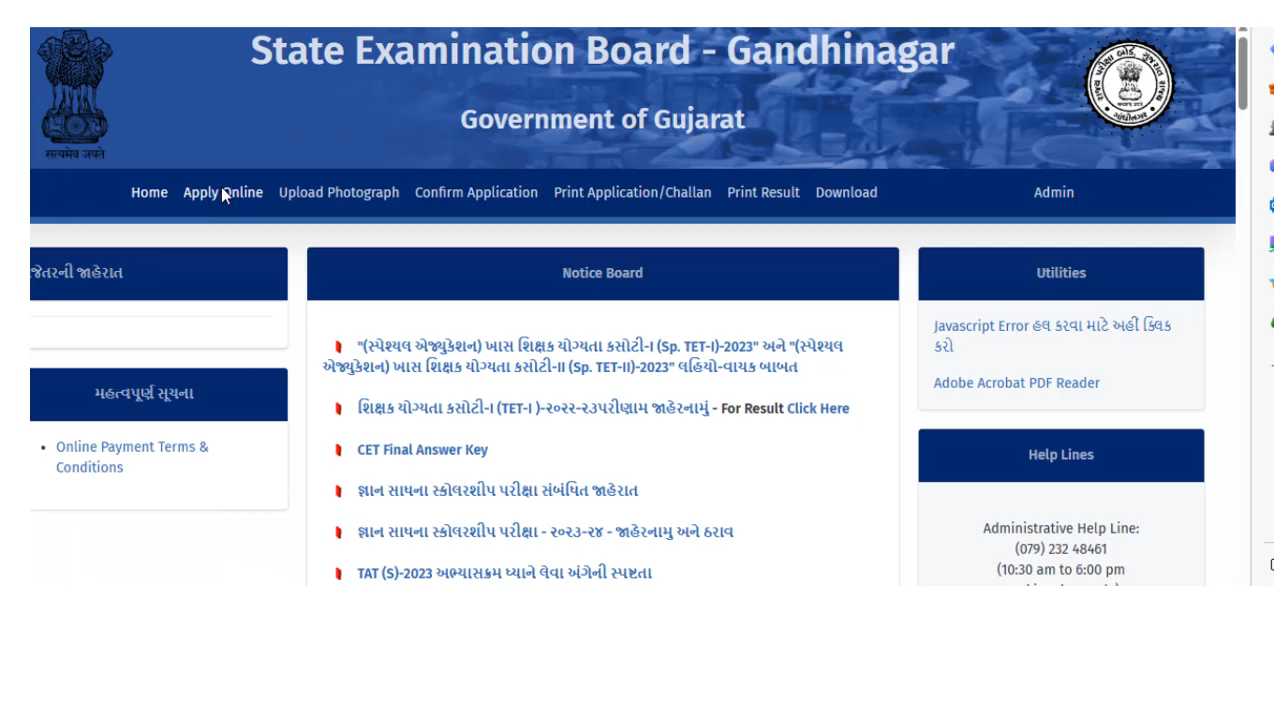 State Examination Board - Gandhinagar
Government of Gujarat
सत्यमेव जयते
Home Apply Online Upload Photograph Confirm Application Print Application/Challan Print Result Download Admin
જાહેરાત
Notice Board
Utilities
"(સ્પેશ્યલ એજ્યુકેશન) ખાસ શિક્ષક યોગ્યતા કસોટી-I (Sp. TET-I)-2023" અને "(સ્પેશ્યલ
એજ્યુકેશન) ખાસ શિક્ષક યોગ્યતા કસોટી-II (Sp. TET-II)-2023" લહિયો-વાચક બાબત
શિક્ષક યોગ્યતા કસોટી-I (TET-I )-૨૦૨૨-૨૩પરીણામ જાહેરનામું - For Result Click Here
CET Final Answer Key
જ્ઞાન સાધના સ્કોલરશીપ પરીક્ષા સંબંધિત જાહેરાત
જ્ઞાન સાધના સ્કોલરશીપ પરીક્ષા - ૨૦૨૩-૨૪ - જાહેરનામુ અને ઠરાવ
TAT (S)-2023 અભ્યાસક્રમ ધ્યાને લેવા અંગેની સ્પષ્ટતા
મહત્વપૂર્ણ સૂચના
• Online Payment Terms &
Conditions
Javascript Error હલ કરવા માટે અહીં ક્લિક
કરો
Adobe Acrobat PDF Reader
Help Lines
Administrative Help Line:
(079) 232 48461
(10:30 am to 6:00 pm